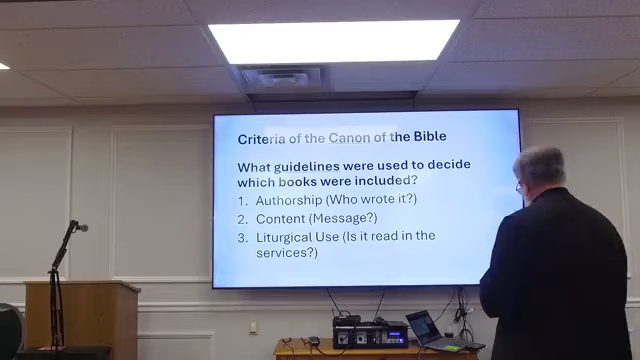 Criteria of the Canon of the Bible
What guidelines were used to decide
which books were included?
1. Authorship (Who wrote it?)
2. Content (Message?)
3. Liturgical Use (Is it read in the
services?)